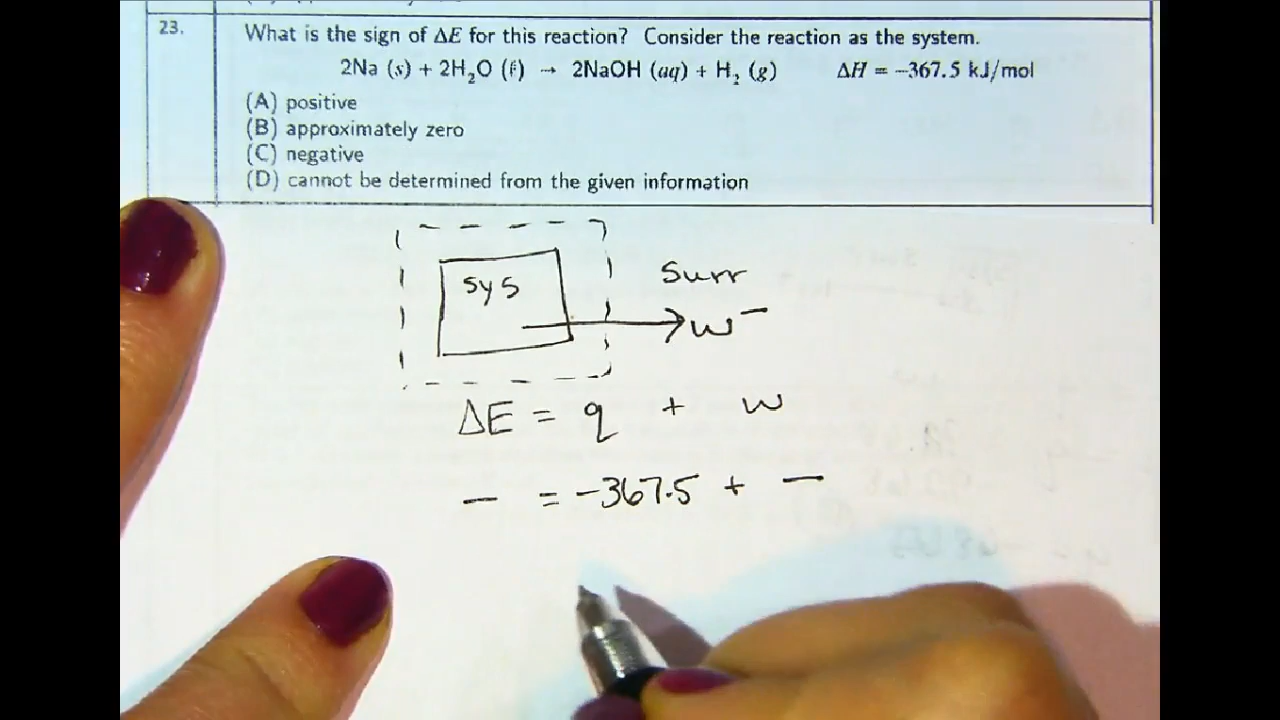 23.
What is the sign of ΔE for this reaction? Consider the reaction as the system.
2Na (s) + 2H₂O (ℓ) → 2NaOH (aq) + H₂ (g) ΔH = −367.5 kJ/mol
(A) positive
(B) approximately zero
(C) negative
(D) cannot be determined from the given information
sys
Surr
w⁻
ΔE = q + w
− = −367.5 + −